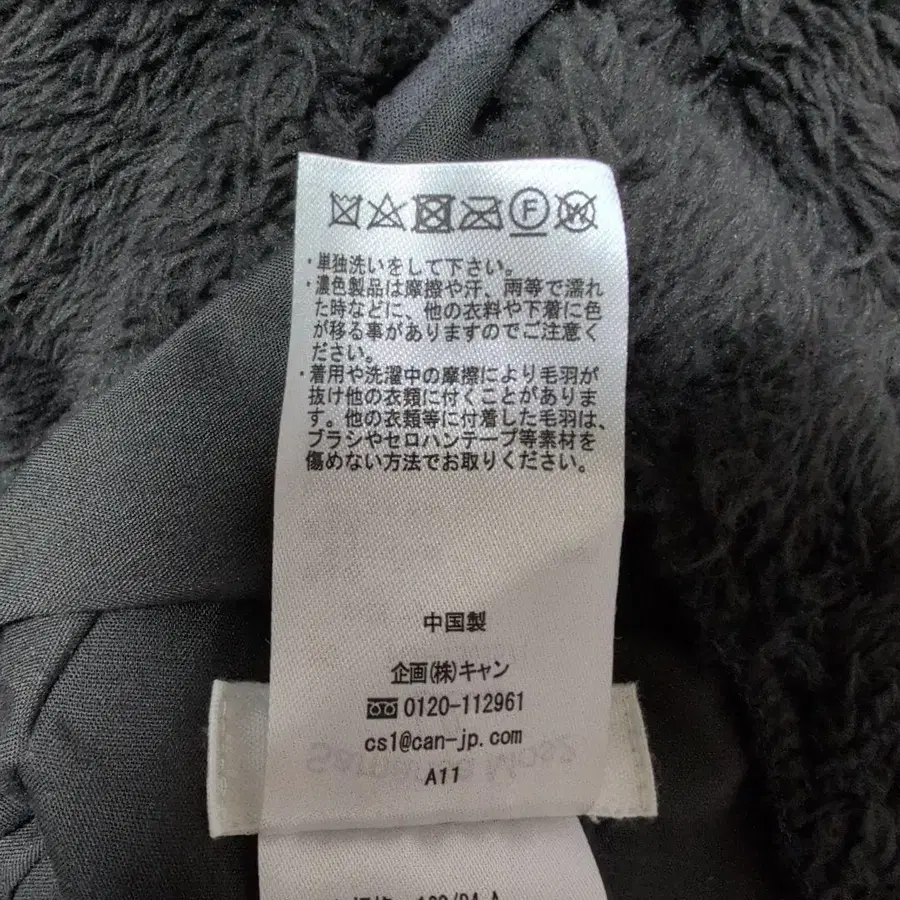 F W
・単独洗いをして下さい。
・濃色製品は摩擦や汗、雨等で濡れ
た時などに、他の衣料や下着に色
が移る事がありますのでご注意く
ださい。
・着用や洗濯中の摩擦により毛羽が
抜け他の衣類に付くことがありま
す。他の衣類等に付着した毛羽は、
ブラシやセロハンテープ等素材を
傷めない方法でお取りください。
中国製
企画(株)キャン
0120-112961
cs1@can-jp.com
A11